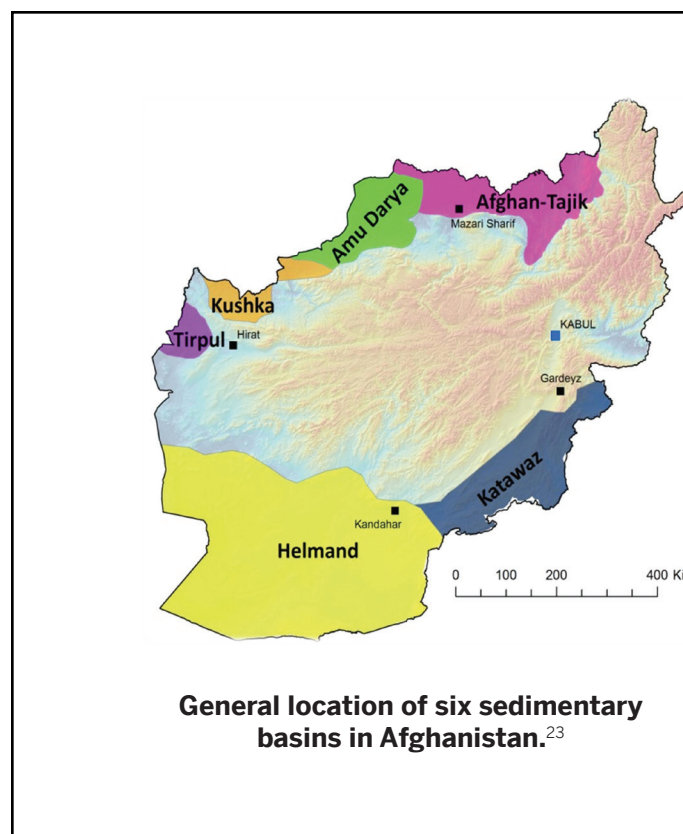 Afghan-Tajik
Mazari Sharif
Amu Darya
Kushka
Tirpul
Hirat
KABUL
Gardeyz
Katawaz
Kandahar
Helmand
0 100 200 400 Ki
General location of six sedimentary
basins in Afghanistan.23